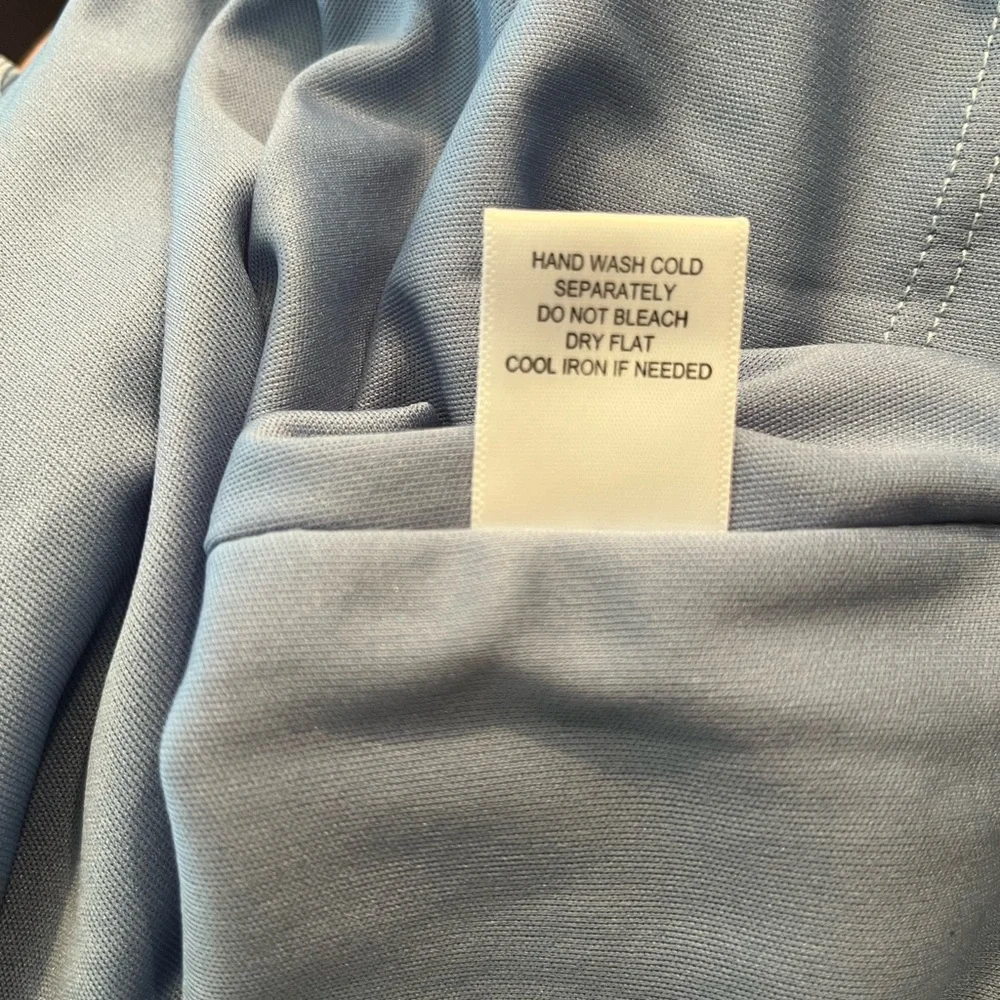 HAND WASH COLD
SEPARATELY
DO NOT BLEACH
DRY FLAT
COOL IRON IF NEEDED